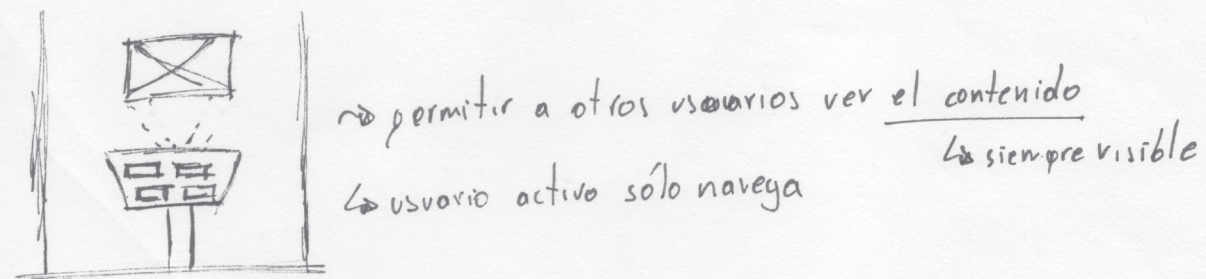 permitir a otros usuarios ver el contenido
↳ siempre visible
↳ usuario activo sólo navega